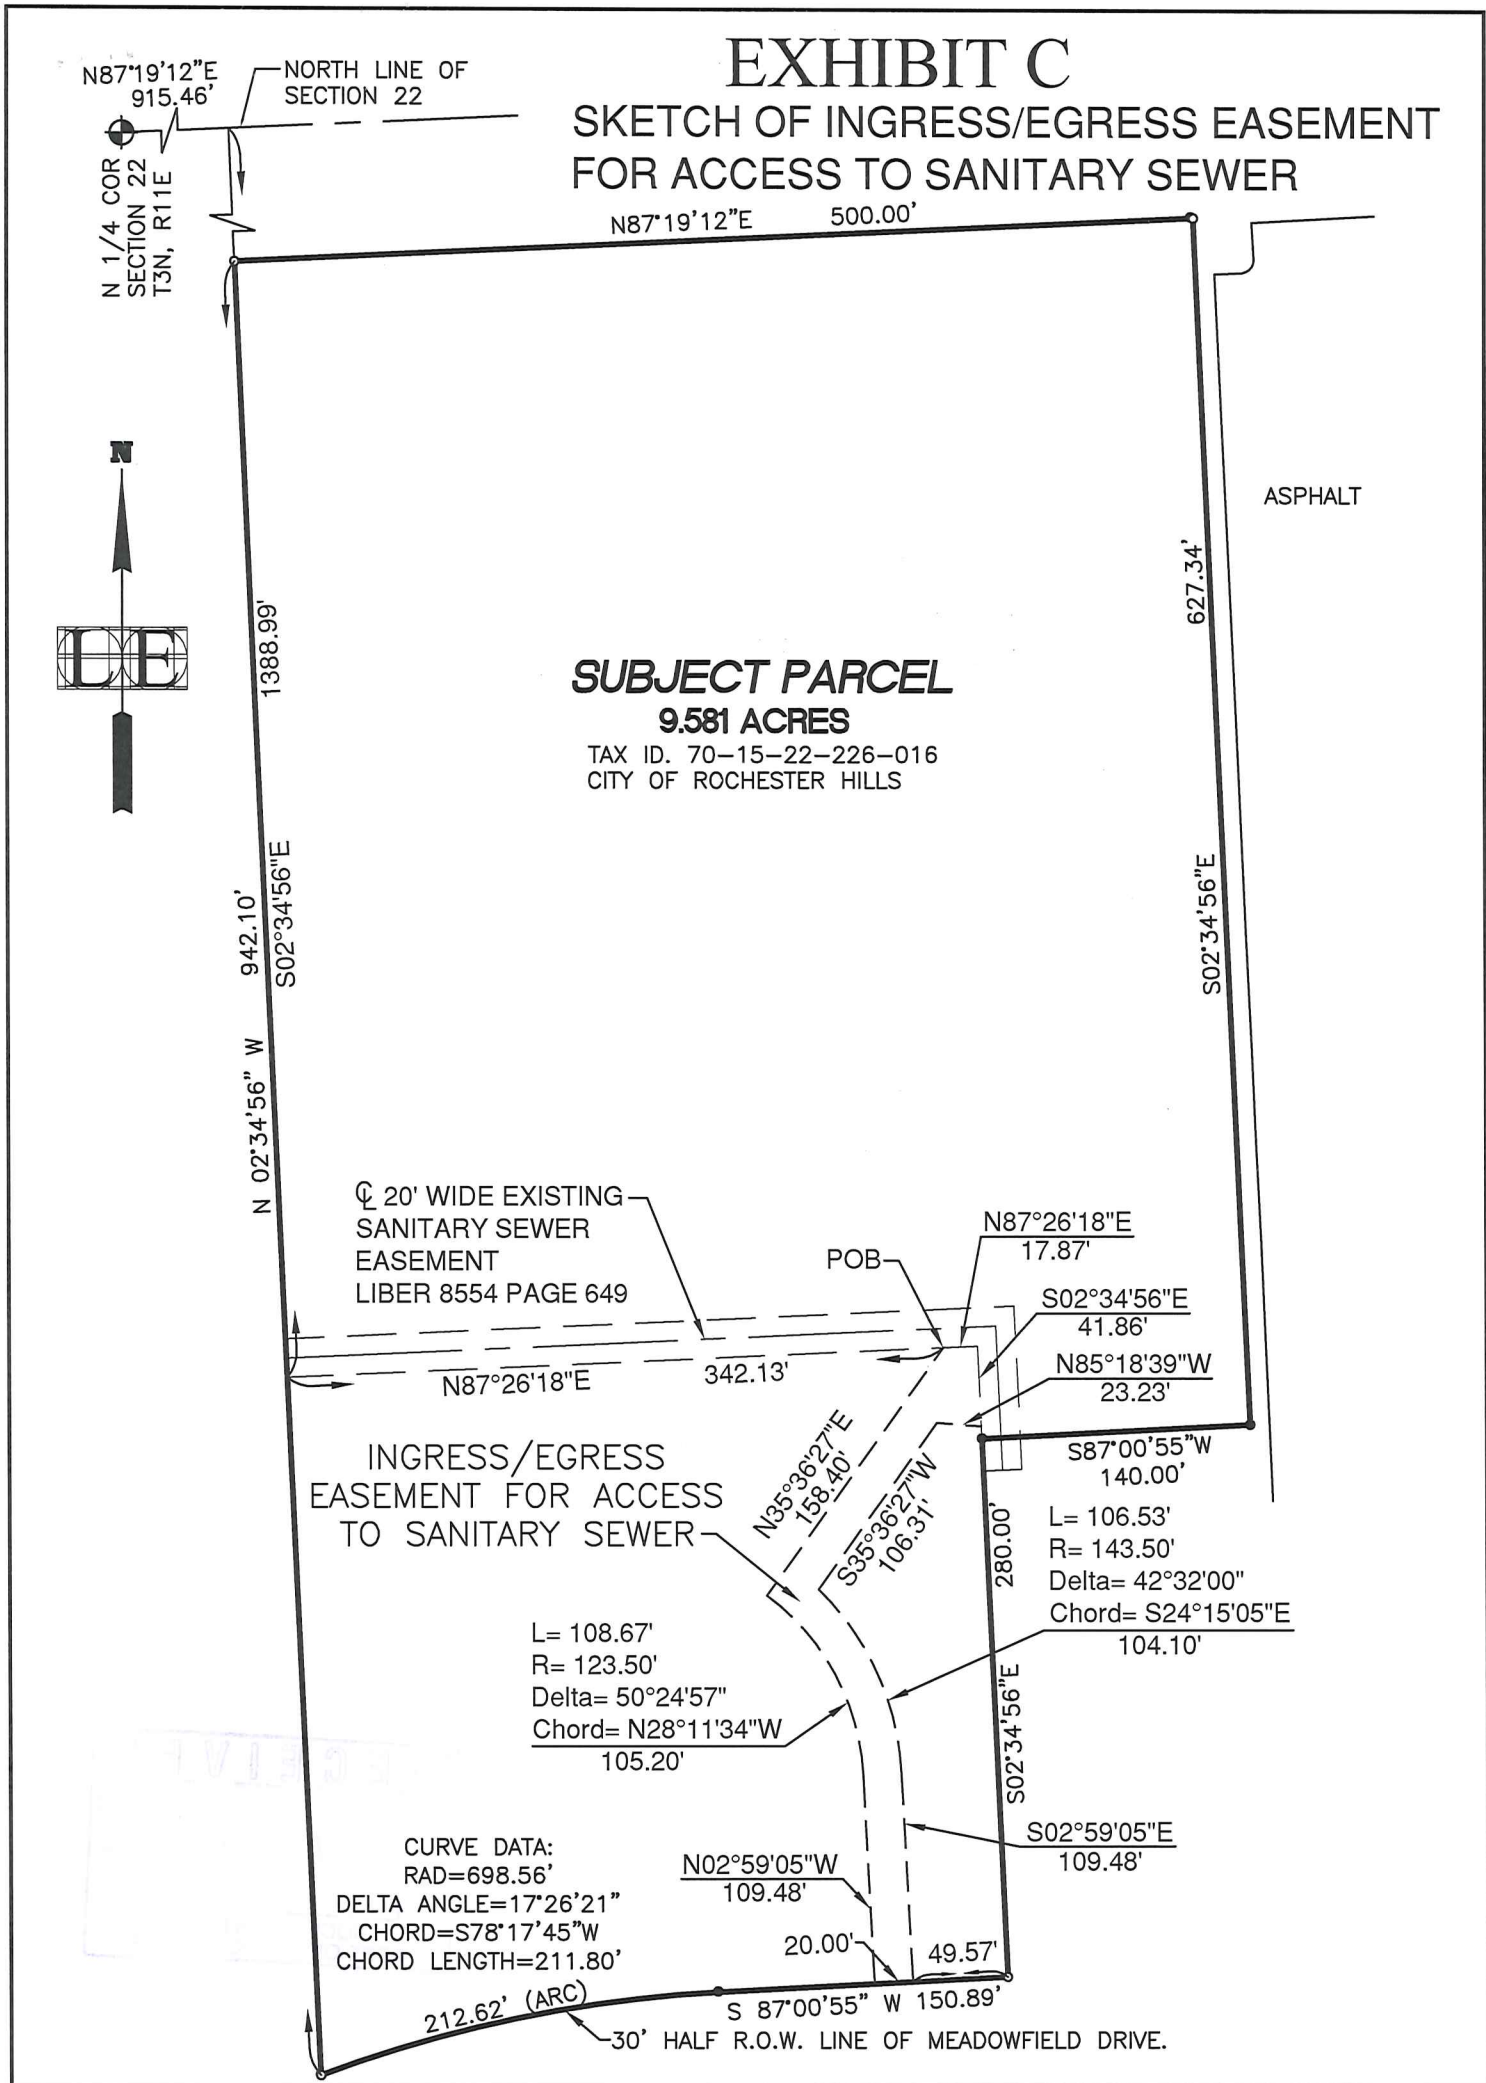 EXHIBIT C
SKETCH OF INGRESS/EGRESS EASEMENT
FOR ACCESS TO SANITARY SEWER
N87°19'12"E
915.46'
NORTH LINE OF
SECTION 22
N 1/4 COR
SECTION 22
T3N, R11E
N87°19'12"E 500.00'
N
LE
ASPHALT
627.34'
S02°34'56"E
1388.99'
S02°34'56"E
942.10'
N 02°34'56" W
SUBJECT PARCEL
9.581 ACRES
TAX ID. 70-15-22-226-016
CITY OF ROCHESTER HILLS
℄ 20' WIDE EXISTING
SANITARY SEWER
EASEMENT
LIBER 8554 PAGE 649
POB
N87°26'18"E
17.87'
S02°34'56"E
41.86'
N85°18'39"W
23.23'
N87°26'18"E 342.13'
S87°00'55"W
140.00'
INGRESS/EGRESS
EASEMENT FOR ACCESS
TO SANITARY SEWER
N35°36'27"E
158.40'
S35°36'27"W
106.31'
280.00'
S02°34'56"E
L= 106.53'
R= 143.50'
Delta= 42°32'00"
Chord= S24°15'05"E
104.10'
L= 108.67'
R= 123.50'
Delta= 50°24'57"
Chord= N28°11'34"W
105.20'
S02°59'05"E
109.48'
N02°59'05"W
109.48'
CURVE DATA:
RAD=698.56'
DELTA ANGLE=17°26'21"
CHORD=S78°17'45"W
CHORD LENGTH=211.80'
20.00'
49.57'
212.62' (ARC)
S 87°00'55" W 150.89'
30' HALF R.O.W. LINE OF MEADOWFIELD DRIVE.